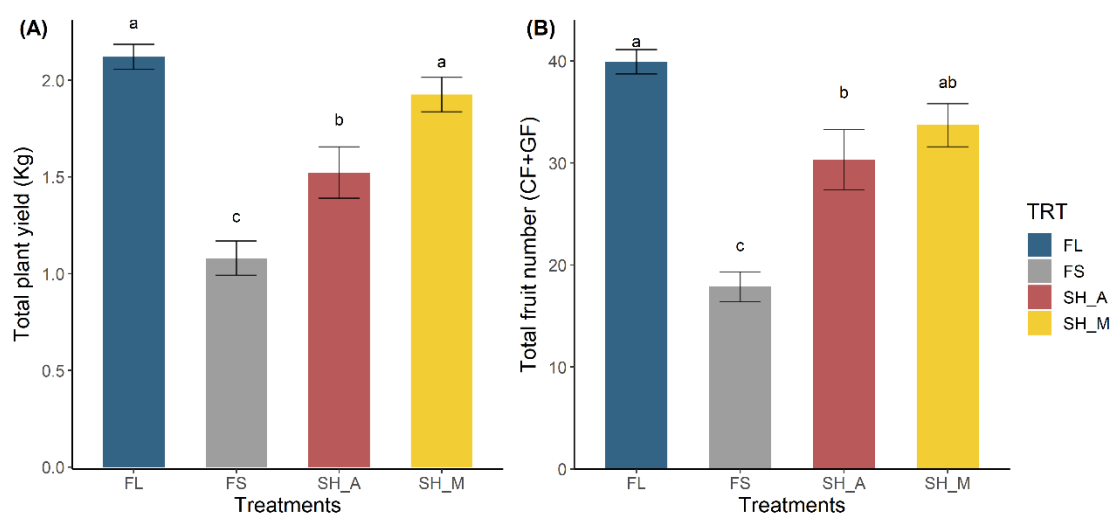 (A)
Total plant yield (Kg)
2.0
1.5
1.0
0.5
0.0
a
c
b
a
FL FS SH_A SH_M
Treatments
(B)
Total fruit number (CF+GF)
40
30
20
10
0
a
c
b
ab
FL FS SH_A SH_M
Treatments
TRT
FL
FS
SH_A
SH_M